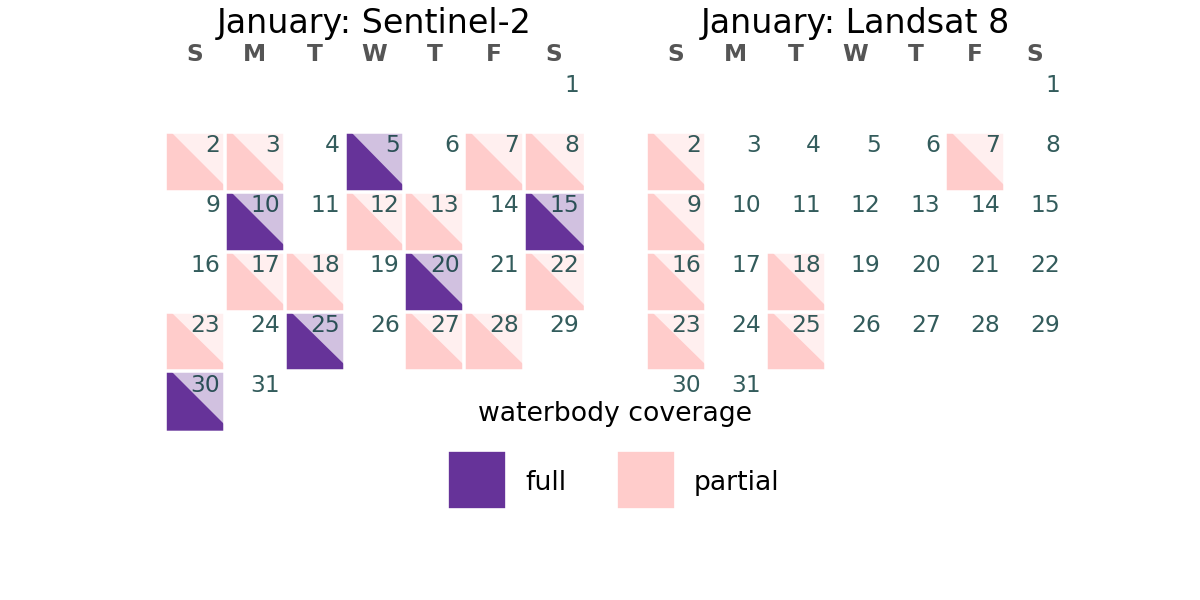 January: Sentinel-2
S M T W T F S
1
2 3 4 5 6 7 8
9 10 11 12 13 14 15
16 17 18 19 20 21 22
23 24 25 26 27 28 29
30 31
January: Landsat 8
S M T W T F S
1
2 3 4 5 6 7 8
9 10 11 12 13 14 15
16 17 18 19 20 21 22
23 24 25 26 27 28 29
30 31
waterbody coverage
full partial